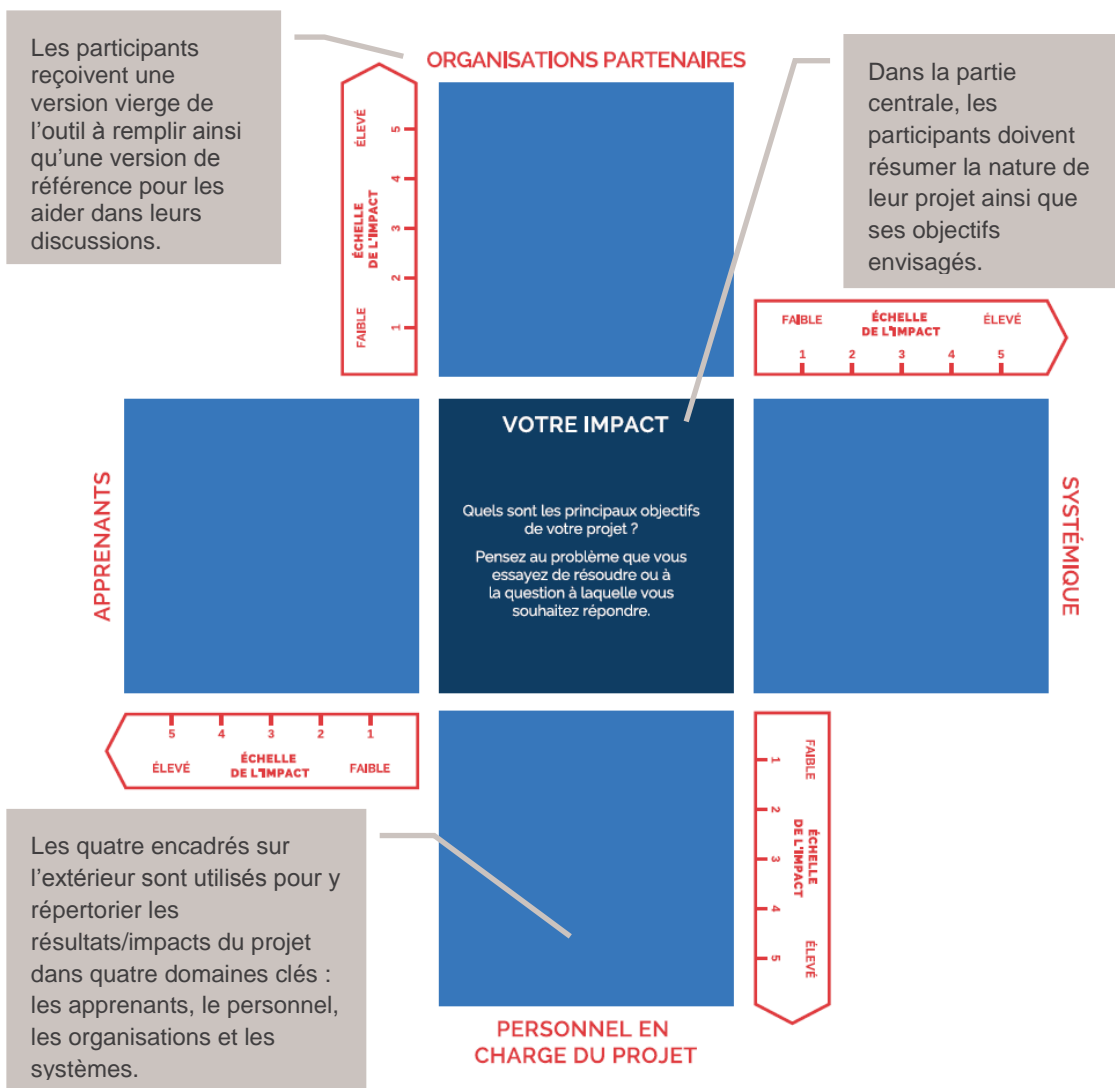 Les participants
reçoivent une
version vierge de
l’outil à remplir ainsi
qu’une version de
référence pour les
aider dans leurs
discussions.
ORGANISATIONS PARTENAIRES
ÉLEVÉ
ÉCHELLE
DE L'IMPACT
FAIBLE
5
4
3
2
1
Dans la partie
centrale, les
participants doivent
résumer la nature de
leur projet ainsi que
ses objectifs
envisagés.
FAIBLE ÉCHELLE ÉLEVÉ
DE L'IMPACT
1 2 3 4 5
APPRENANTS
VOTRE IMPACT
Quels sont les principaux objectifs
de votre projet ?
Pensez au problème que vous
essayez de résoudre ou à
la question à laquelle vous
souhaitez répondre.
SYSTÉMIQUE
5 4 3 2 1
ÉLEVÉ ÉCHELLE FAIBLE
DE L'IMPACT
FAIBLE
ÉCHELLE
DE L'IMPACT
ÉLEVÉ
1
2
3
4
5
Les quatre encadrés sur
l’extérieur sont utilisés pour y
répertorier les
résultats/impacts du projet
dans quatre domaines clés :
les apprenants, le personnel,
les organisations et les
systèmes.
PERSONNEL EN
CHARGE DU PROJET